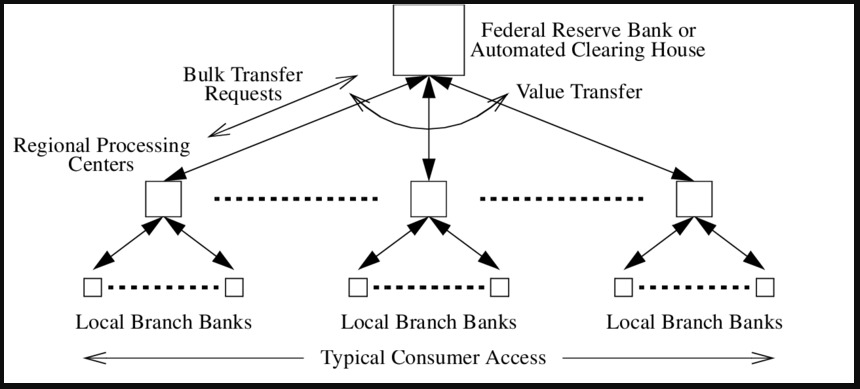 Federal Reserve Bank or
Automated Clearing House
Bulk Transfer
Requests
Value Transfer
Regional Processing
Centers
Local Branch Banks
Local Branch Banks
Local Branch Banks
Typical Consumer Access